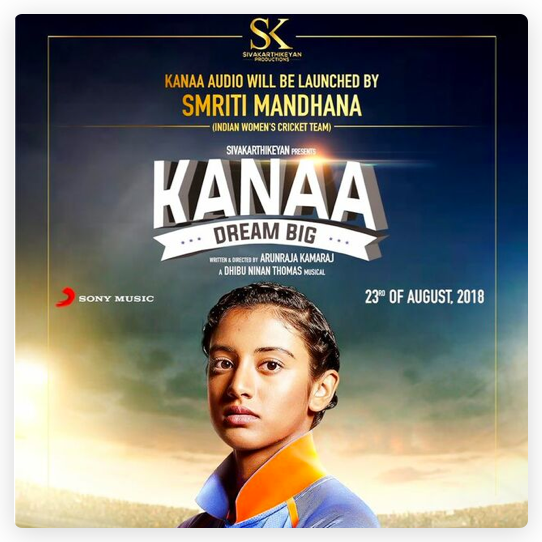 SK
SIVAKARTHIKEYAN
PRODUCTIONS
KANAA AUDIO WILL BE LAUNCHED BY
SMRITI MANDHANA
(INDIAN WOMEN'S CRICKET TEAM)
SIVAKARTHIKEYAN PRESENTS
KANAA
DREAM BIG
WRITTEN & DIRECTED BY ARUNRAJA KAMARAJ
A DHIBU NINAN THOMAS MUSICAL
SONY MUSIC
23RD OF AUGUST, 2018